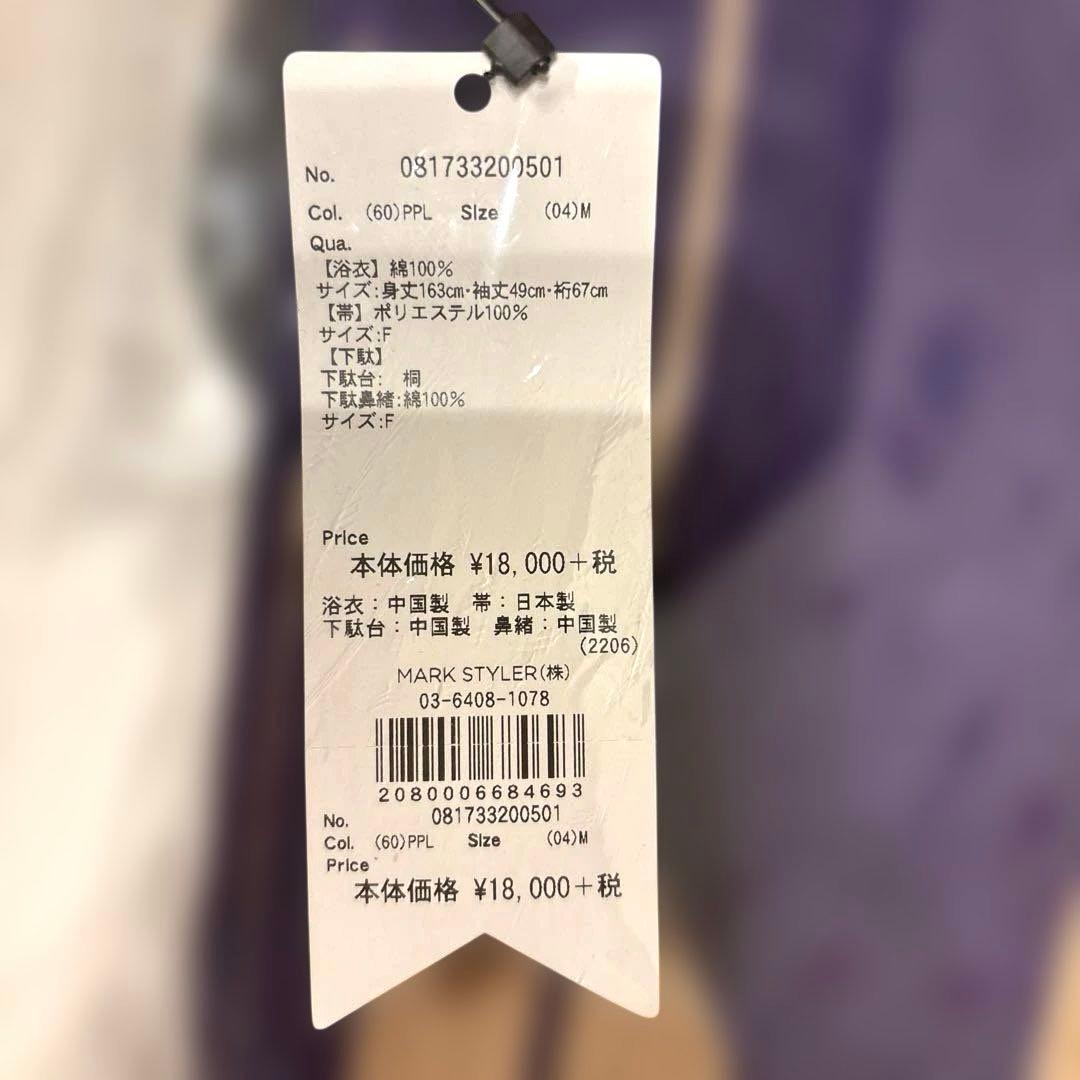 No. 081733200501
Col. (60)PPL Size (04)M
Qua.
【浴衣】綿100%
サイズ:身丈163cm・袖丈49cm・裄67cm
【帯】ポリエステル100%
サイズ:F
【下駄】
下駄台: 桐
下駄鼻緒:綿100%
サイズ:F
Price
本体価格 ¥18,000+税
浴衣:中国製 帯:日本製
下駄台:中国製 鼻緒:中国製
(2206)
MARK STYLER(株)
03-6408-1078
2080006684693
No. 081733200501
Col. (60)PPL Size (04)M
Price
本体価格 ¥18,000+税